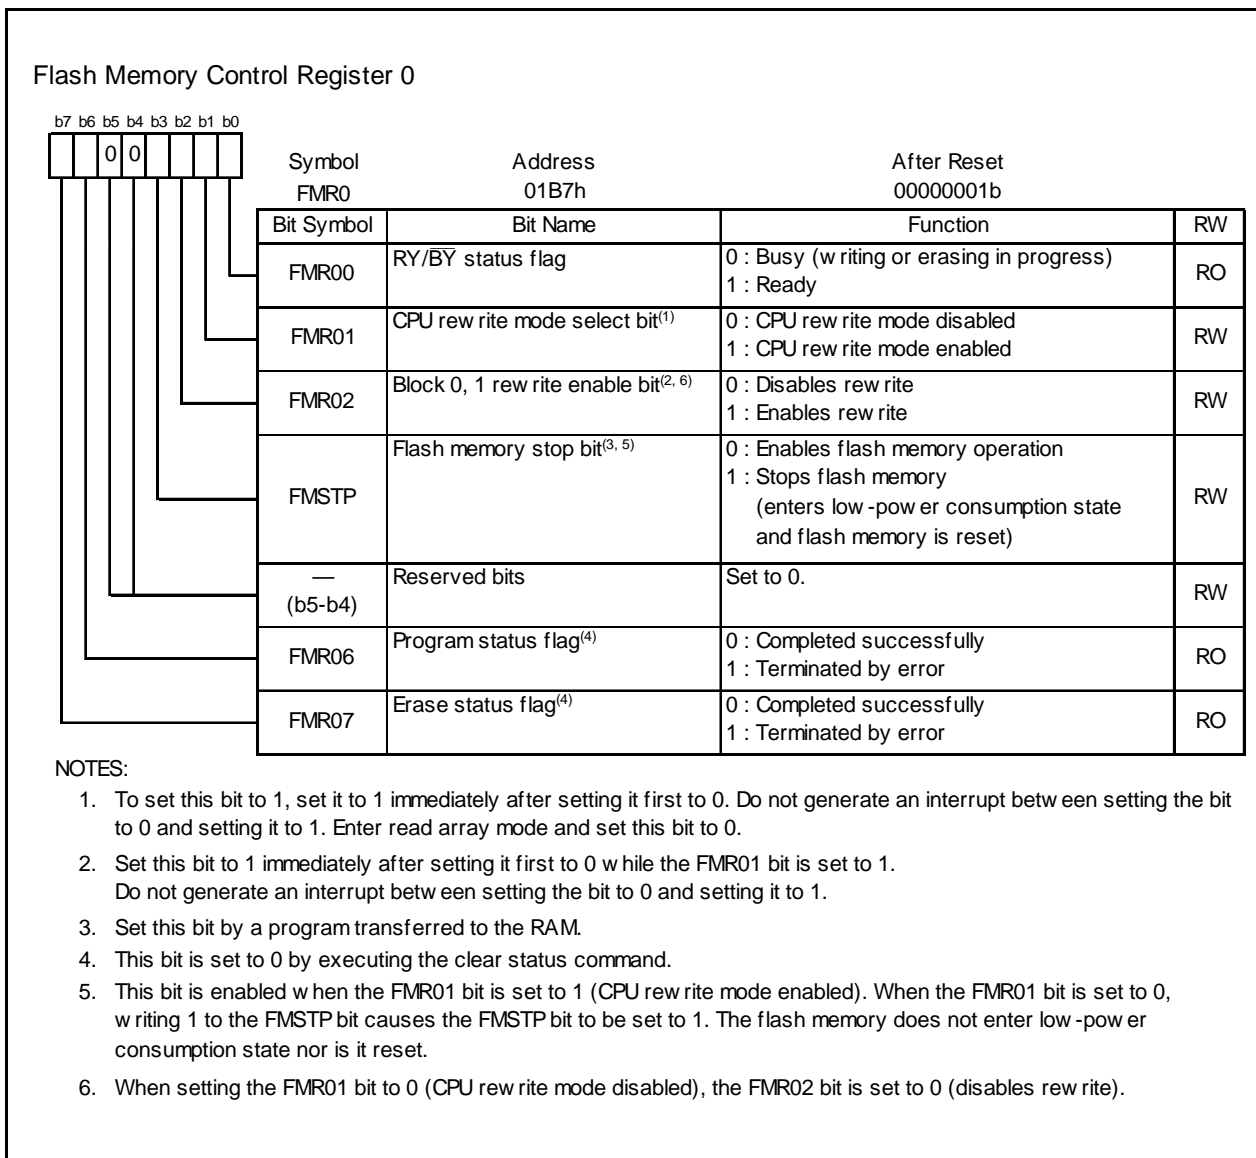 Flash Memory Control Register 0
b7 b6 b5 b4 b3 b2 b1 b0
0 0
Symbol Address After Reset
FMR0 01B7h 00000001b
Bit Symbol Bit Name Function RW
FMR00 RY/B̅Y̅ status flag 0 : Busy (writing or erasing in progress) RO
1 : Ready
FMR01 CPU rewrite mode select bit(1) 0 : CPU rewrite mode disabled RW
1 : CPU rewrite mode enabled
FMR02 Block 0, 1 rewrite enable bit(2, 6) 0 : Disables rewrite RW
1 : Enables rewrite
FMSTP Flash memory stop bit(3, 5) 0 : Enables flash memory operation RW
1 : Stops flash memory
(enters low-power consumption state
and flash memory is reset)
— Reserved bits Set to 0. RW
(b5-b4)
FMR06 Program status flag(4) 0 : Completed successfully RO
1 : Terminated by error
FMR07 Erase status flag(4) 0 : Completed successfully RO
1 : Terminated by error
NOTES:
1. To set this bit to 1, set it to 1 immediately after setting it first to 0. Do not generate an interrupt between setting the bit
to 0 and setting it to 1. Enter read array mode and set this bit to 0.
2. Set this bit to 1 immediately after setting it first to 0 while the FMR01 bit is set to 1.
Do not generate an interrupt between setting the bit to 0 and setting it to 1.
3. Set this bit by a program transferred to the RAM.
4. This bit is set to 0 by executing the clear status command.
5. This bit is enabled when the FMR01 bit is set to 1 (CPU rewrite mode enabled). When the FMR01 bit is set to 0,
writing 1 to the FMSTP bit causes the FMSTP bit to be set to 1. The flash memory does not enter low-power
consumption state nor is it reset.
6. When setting the FMR01 bit to 0 (CPU rewrite mode disabled), the FMR02 bit is set to 0 (disables rewrite).